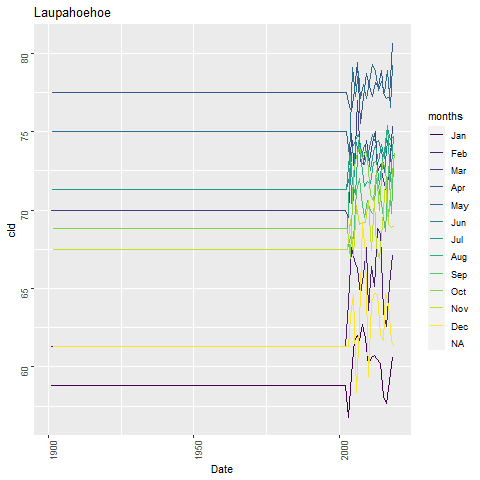 Laupahoehoe
80
75
70
65
60
cld
1900
1950
2000
Date
months
Jan
Feb
Mar
Apr
May
Jun
Jul
Aug
Sep
Oct
Nov
Dec
NA